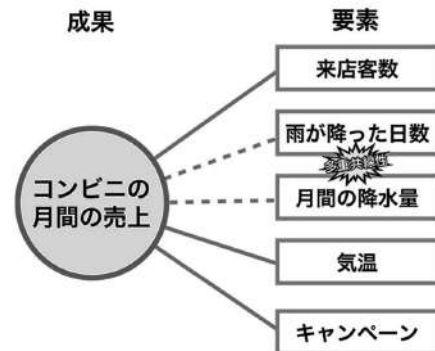 成果
要素
コンビニの
月間の売上
来店客数
雨が降った日数
多重共線性
月間の降水量
気温
キャンペーン